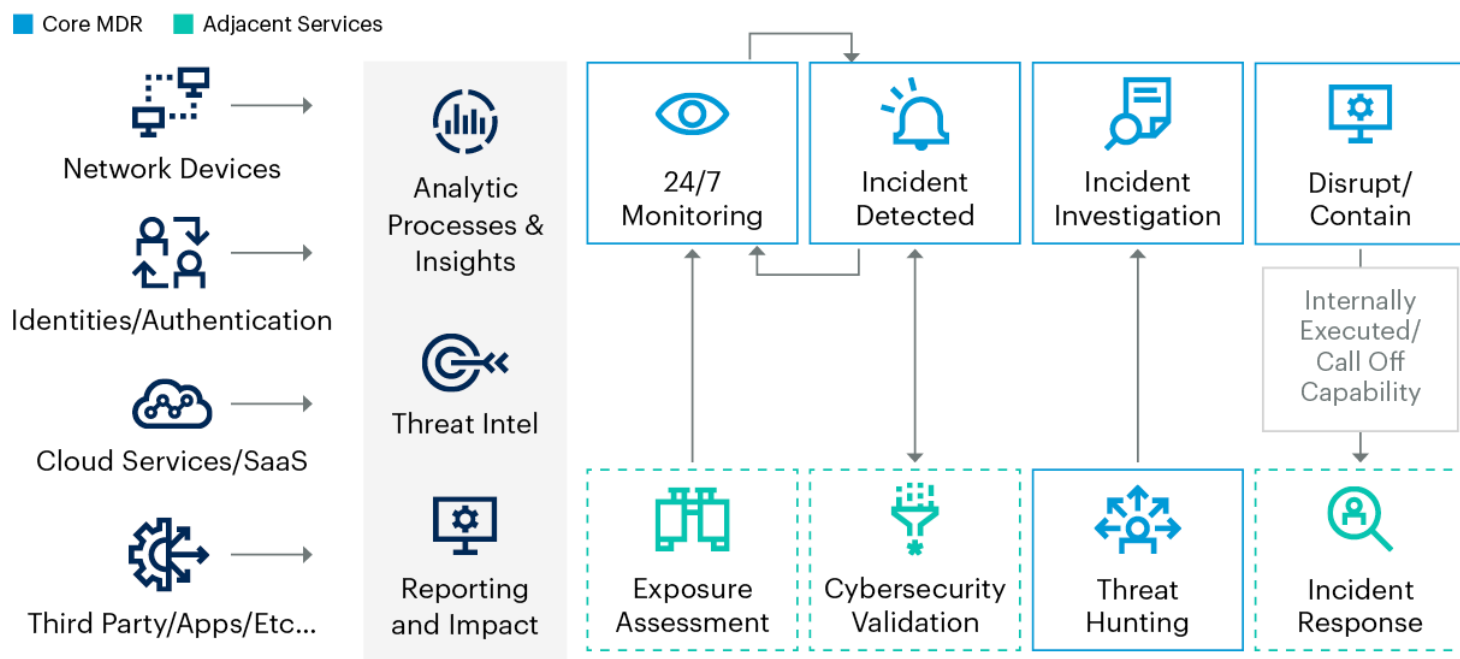 Core MDR
Adjacent Services
Network Devices
Identities/Authentication
Cloud Services/SaaS
Third Party/Apps/Etc...
Analytic
Processes &
Insights
Threat Intel
Reporting
and Impact
24/7
Monitoring
Incident
Detected
Incident
Investigation
Disrupt/
Contain
Internally
Executed/
Call Off
Capability
Exposure
Assessment
Cybersecurity
Validation
Threat
Hunting
Incident
Response